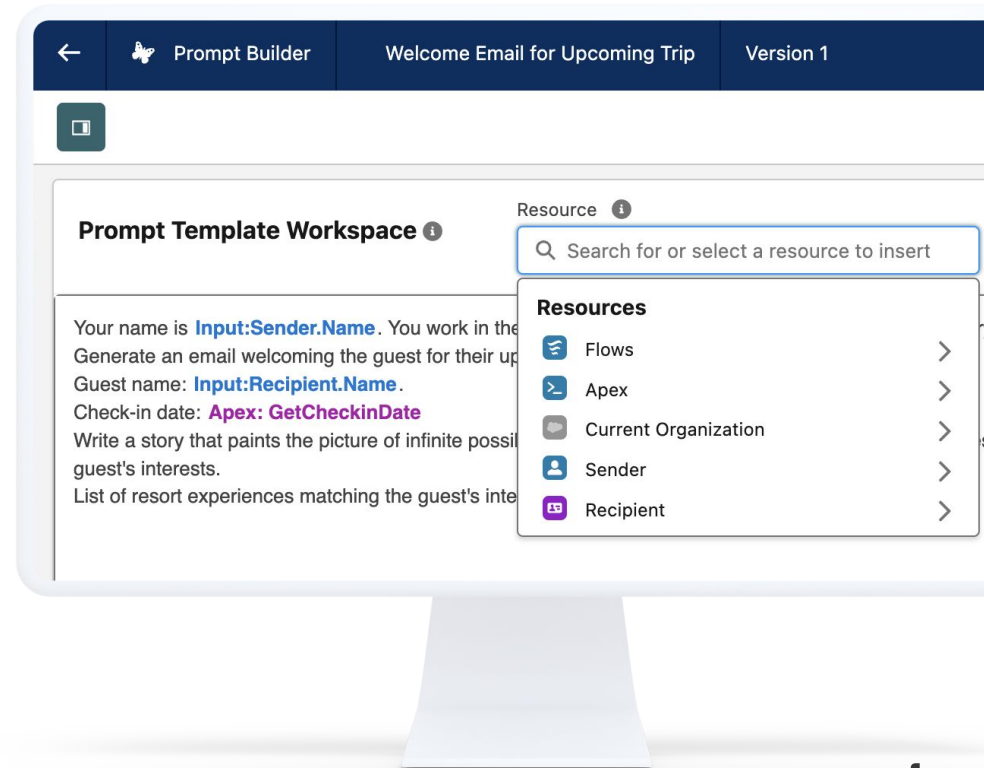 Prompt Builder
Welcome Email for Upcoming Trip
Version 1
Prompt Template Workspace
Resource
Search for or select a resource to insert
Resources
Flows
Apex
Current Organization
Sender
Recipient
Your name is Input:Sender.Name. You work in the
Generate an email welcoming the guest for their
Guest name: Input:Recipient.Name.
Check-in date: Apex: GetCheckinDate
Write a story that paints the picture of infinite
guest's interests.
List of resort experiences matching the guest's